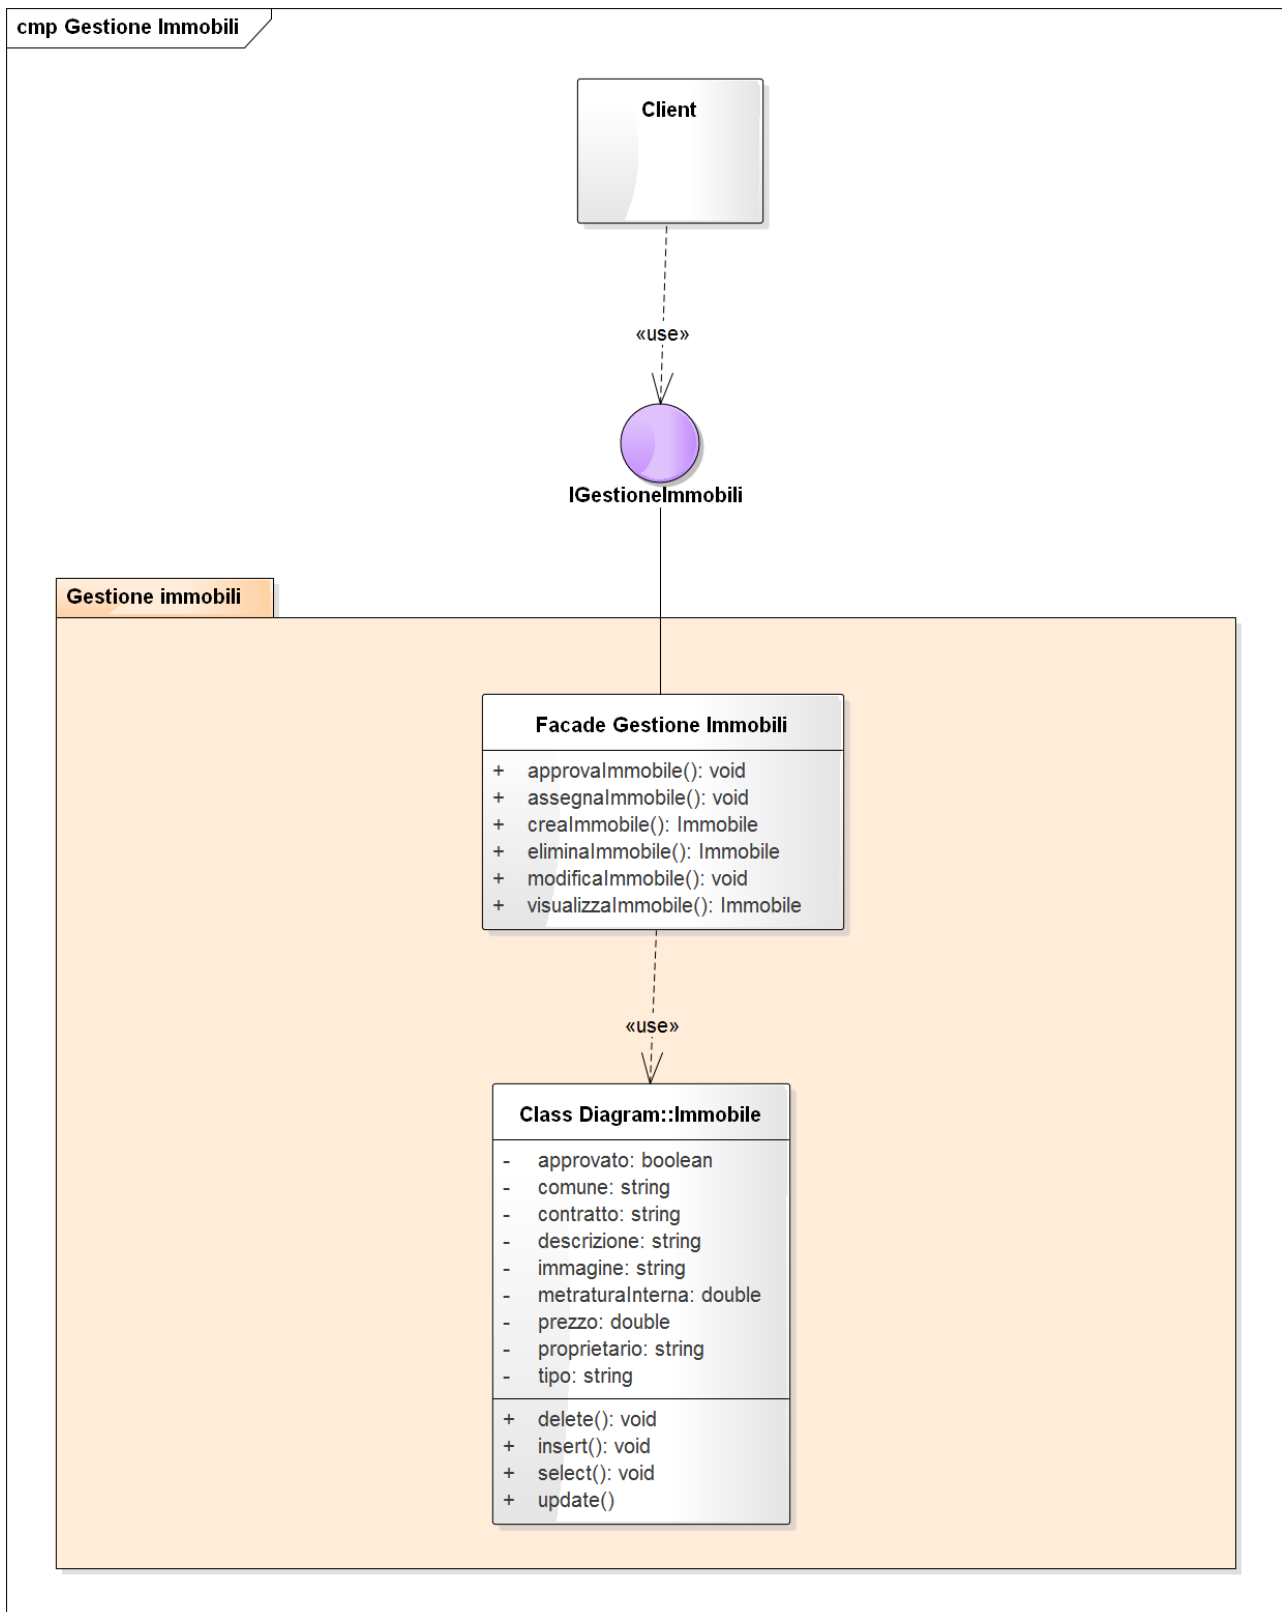 cmp Gestione Immobili
Client
«use»
IGestioneImmobili
Gestione immobili
Facade Gestione Immobili
+ approvaImmobile(): void
+ assegnaImmobile(): void
+ creaImmobile(): Immobile
+ eliminaImmobile(): Immobile
+ modificaImmobile(): void
+ visualizzaImmobile(): Immobile
«use»
Class Diagram::Immobile
- approvato: boolean
- comune: string
- contratto: string
- descrizione: string
- immagine: string
- metraturaInterna: double
- prezzo: double
- proprietario: string
- tipo: string
+ delete(): void
+ insert(): void
+ select(): void
+ update()